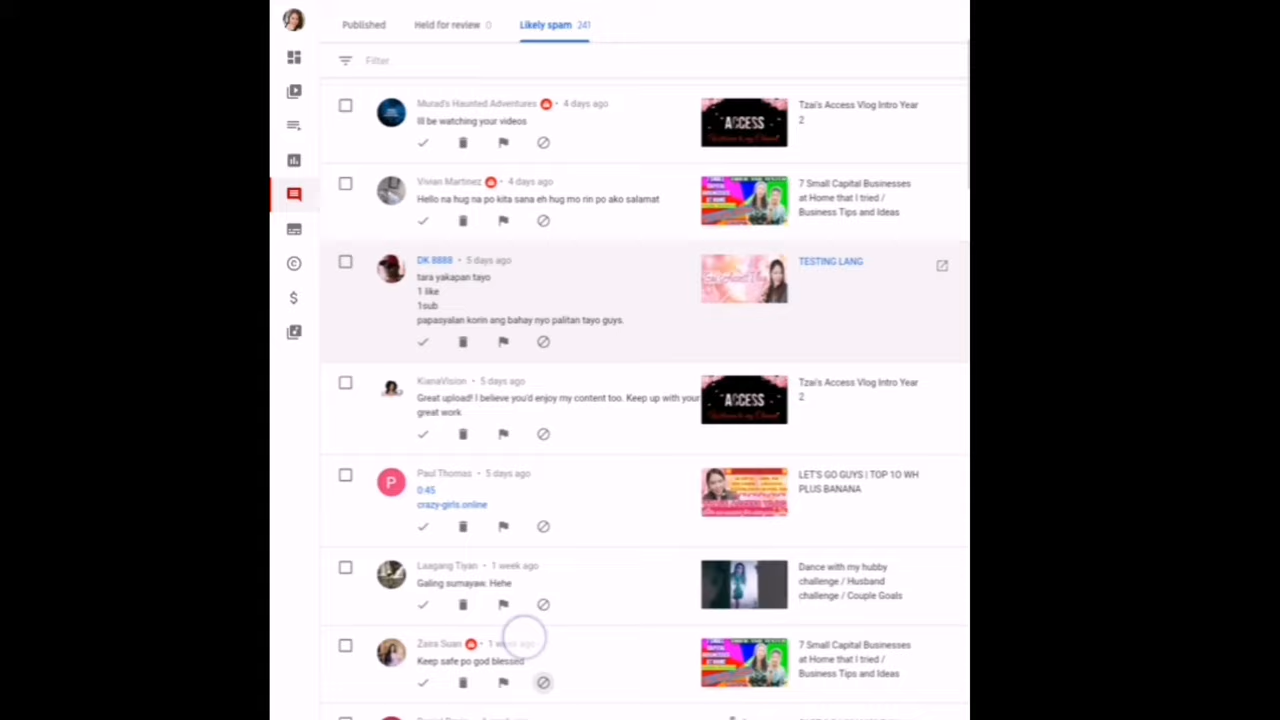 Published Held for review 0 Likely spam 241
Filter
Murad's Haunted Adventures • 4 days ago
Ill be watching your videos
ACCESS
Tzai's Access Vlog Intro Year
2
Vivian Martinez • 4 days ago
Hello na hug na po kita sana eh hug mo rin po ako salamat
7 Small Capital Businesses
at Home that I tried /
Business Tips and Ideas
DK 8888 • 5 days ago
tara yakapan tayo
1 like
1sub
papasyalan korin ang bahay nyo palitan tayo guys.
TESTING LANG
KianaVision • 5 days ago
Great upload! I believe you'd enjoy my content too. Keep up with your
great work
ACCESS
Tzai's Access Vlog Intro Year
2
P
Paul Thomas • 5 days ago
0:45
crazy-girls.online
LET'S GO GUYS | TOP 10 WH
PLUS BANANA
Laagang Tiyan • 1 week ago
Galing sumayaw. Hehe
Dance with my hubby
challenge / Husband
challenge / Couple Goals
Zaira Suan • 1 week ago
Keep safe po god blessed
7 Small Capital Businesses
at Home that I tried /
Business Tips and Ideas